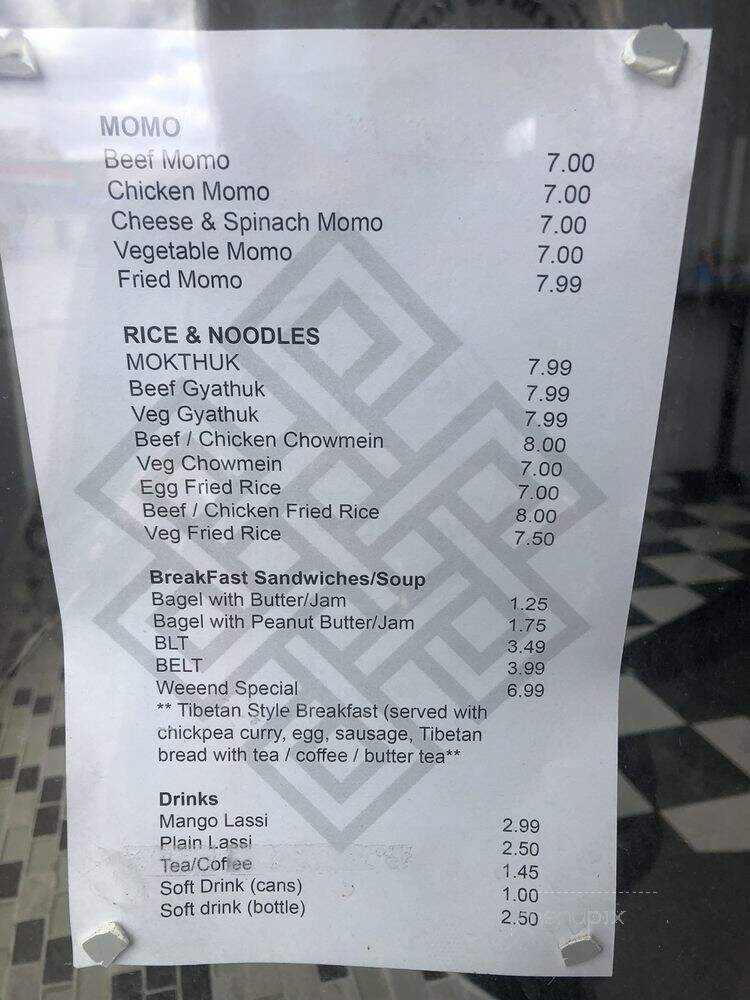 MOMO
Beef Momo 7.00
Chicken Momo 7.00
Cheese & Spinach Momo 7.00
Vegetable Momo 7.00
Fried Momo 7.99
RICE & NOODLES
MOKTHUK 7.99
Beef Gyathuk 7.99
Veg Gyathuk 7.99
Beef / Chicken Chowmein 8.00
Veg Chowmein 7.00
Egg Fried Rice 7.00
Beef / Chicken Fried Rice 8.00
Veg Fried Rice 7.50
BreakFast Sandwiches/Soup
Bagel with Butter/Jam 1.25
Bagel with Peanut Butter/Jam 1.75
BLT 3.49
BELT 3.99
Weeend Special 6.99
** Tibetan Style Breakfast (served with
chickpea curry, egg, sausage, Tibetan
bread with tea / coffee / butter tea**
Drinks
Mango Lassi 2.99
Plain Lassi 2.50
Tea/Coffee 1.45
Soft Drink (cans) 1.00
Soft drink (bottle) 2.50